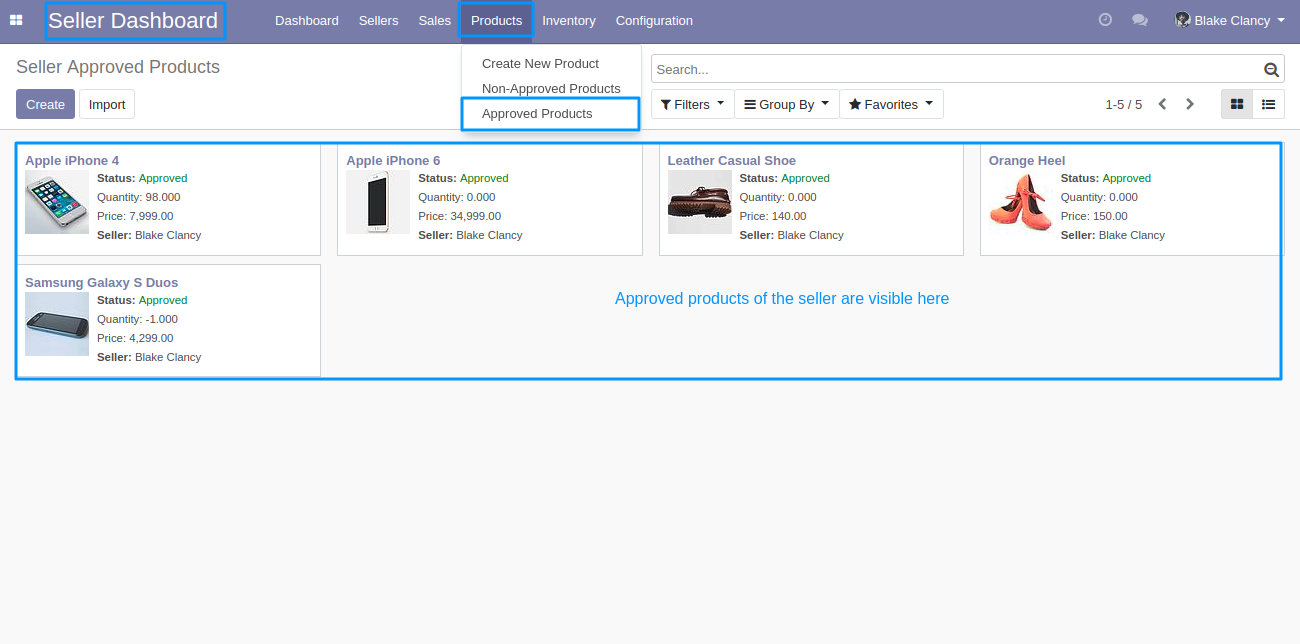 Seller Dashboard
Dashboard Sellers Sales Products Inventory Configuration
Blake Clancy
Seller Approved Products
Create New Product
Non-Approved Products
Approved Products
Search...
Create Import
Filters Group By Favorites
1-5 / 5
Apple iPhone 4
Status: Approved
Quantity: 98.000
Price: 7,999.00
Seller: Blake Clancy
Apple iPhone 6
Status: Approved
Quantity: 0.000
Price: 34,999.00
Seller: Blake Clancy
Leather Casual Shoe
Status: Approved
Quantity: 0.000
Price: 140.00
Seller: Blake Clancy
Orange Heel
Status: Approved
Quantity: 0.000
Price: 150.00
Seller: Blake Clancy
Samsung Galaxy S Duos
Status: Approved
Quantity: -1.000
Price: 4,299.00
Seller: Blake Clancy
Approved products of the seller are visible here